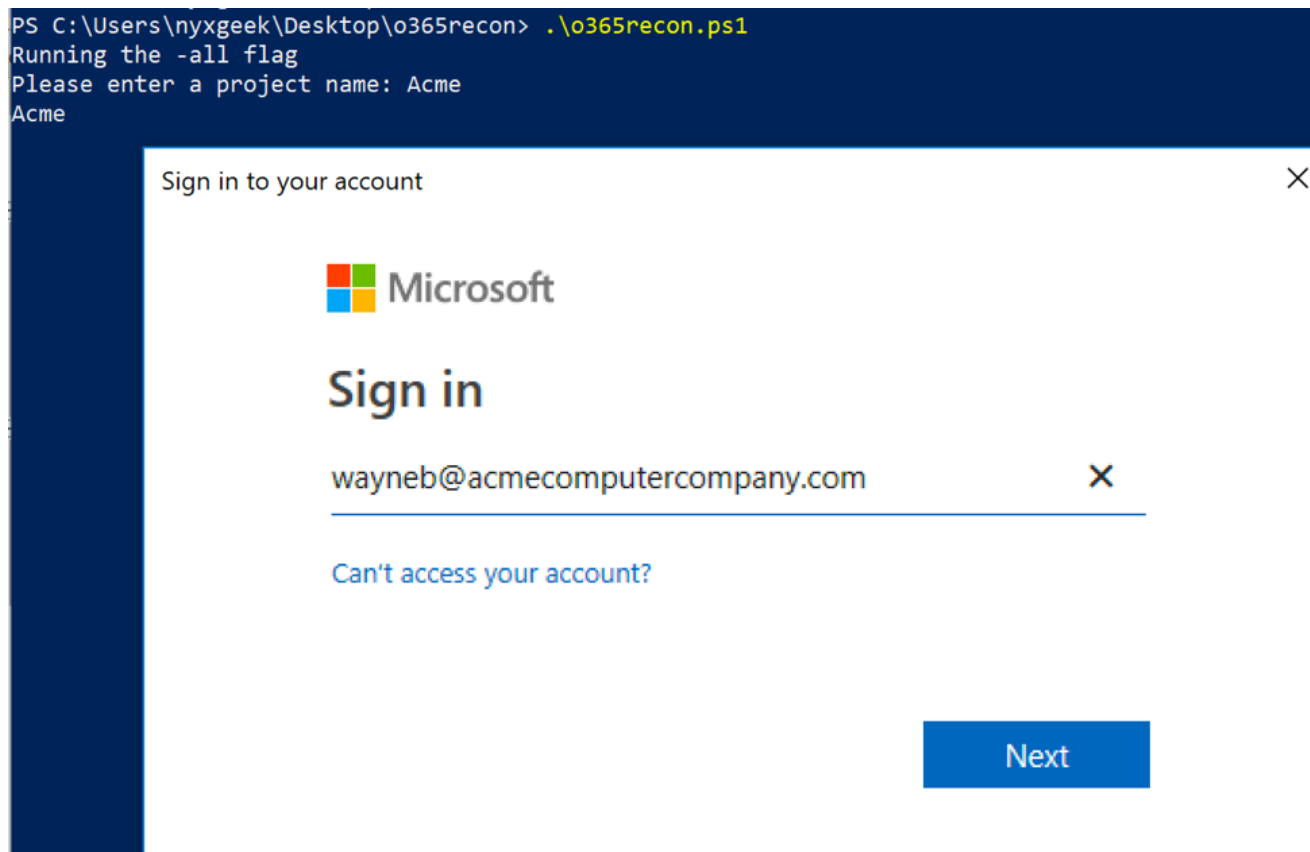 PS C:\Users\nyxgeek\Desktop\o365recon> .\o365recon.ps1
Running the -all flag
Please enter a project name: Acme
Acme
Sign in to your account
Microsoft
Sign in
wayneb@acmecomputercompany.com
Can't access your account?
Next